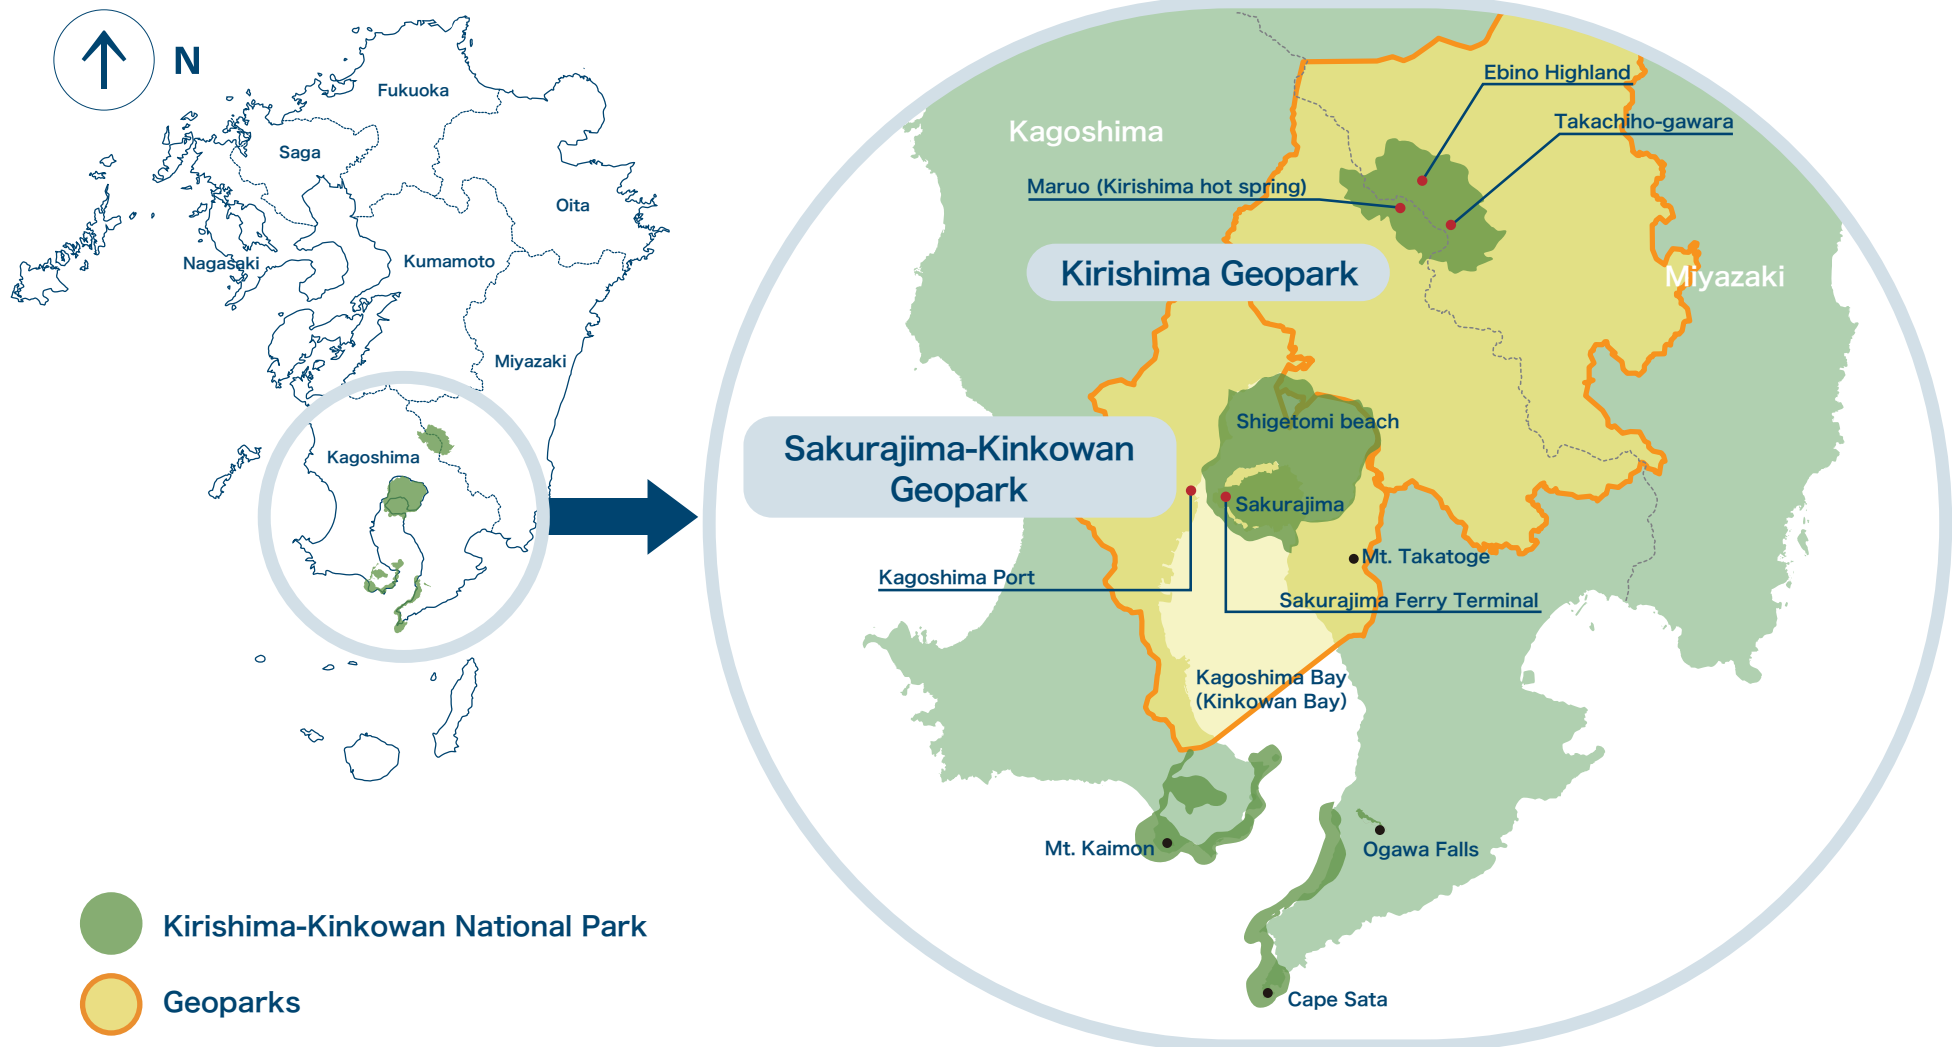 N
Fukuoka
Saga
Oita
Nagasaki
Kumamoto
Miyazaki
Kagoshima
Kirishima-Kinkowan National Park
Geoparks
Ebino Highland
Takachiho-gawara
Kagoshima
Maruo (Kirishima hot spring)
Kirishima Geopark
Miyazaki
Shigetomi beach
Sakurajima-Kinkowan
Geopark
Sakurajima
Mt. Takatoge
Kagoshima Port
Sakurajima Ferry Terminal
Kagoshima Bay
(Kinkowan Bay)
Mt. Kaimon
Ogawa Falls
Cape Sata